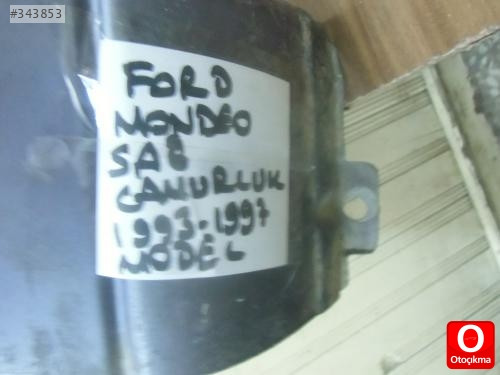 #343853
FORD
MONDEO
SAĞ
ÇAMURLUK
1993-1997
MODEL
O
Otoçıkma